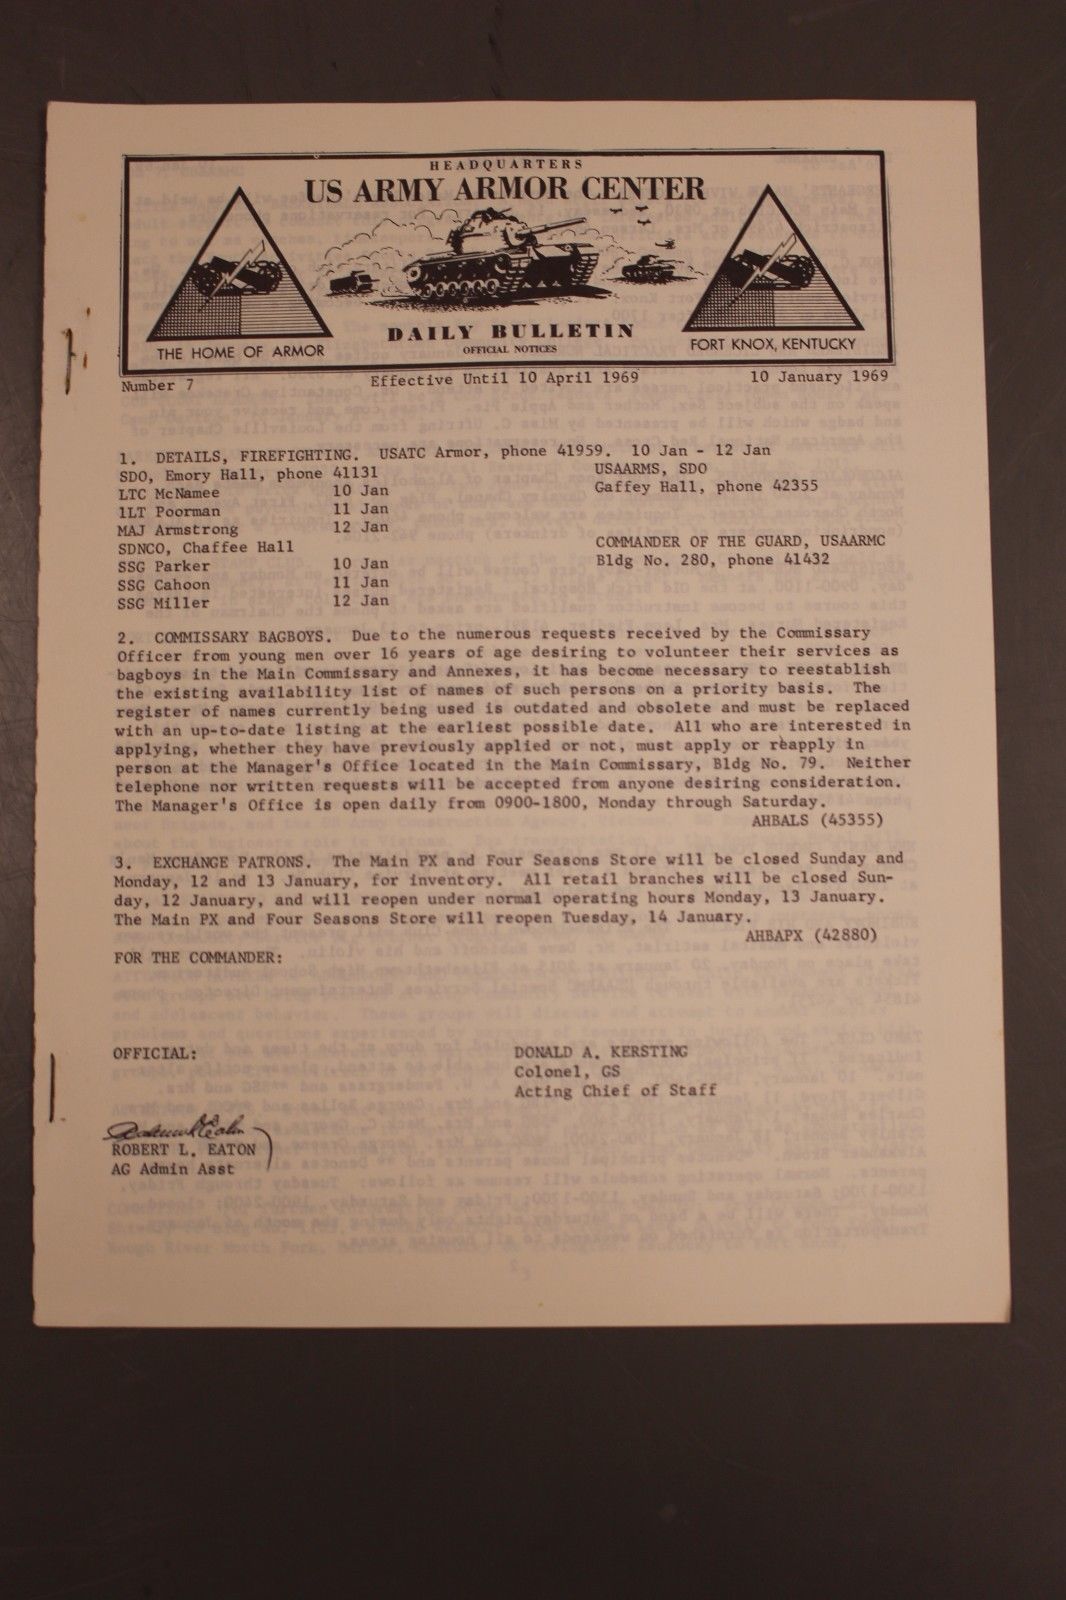 HEADQUARTERS
US ARMY ARMOR CENTER
DAILY BULLETIN
OFFICIAL NOTICES
THE HOME OF ARMOR
FORT KNOX, KENTUCKY
Number 7 Effective Until 10 April 1969 10 January 1969
1. DETAILS, FIREFIGHTING. USATC Armor, phone 41959. 10 Jan - 12 Jan
SDO, Emory Hall, phone 41131 USAARMS, SDO
LTC McNamee 10 Jan Gaffey Hall, phone 42355
1LT Poorman 11 Jan
MAJ Armstrong 12 Jan
SDNCO, Chaffee Hall COMMANDER OF THE GUARD, USAARMC
SSG Parker 10 Jan Bldg No. 280, phone 41432
SSG Cahoon 11 Jan
SSG Miller 12 Jan
2. COMMISSARY BAGBOYS. Due to the numerous requests received by the Commissary
Officer from young men over 16 years of age desiring to volunteer their services as
bagboys in the Main Commissary and Annexes, it has become necessary to reestablish
the existing availability list of names of such persons on a priority basis. The
register of names currently being used is outdated and obsolete and must be replaced
with an up-to-date listing at the earliest possible date. All who are interested in
applying, whether they have previously applied or not, must apply or reapply in
person at the Manager's Office located in the Main Commissary, Bldg No. 79. Neither
telephone nor written requests will be accepted from anyone desiring consideration.
The Manager's Office is open daily from 0900-1800, Monday through Saturday.
AHBALS (45355)
3. EXCHANGE PATRONS. The Main PX and Four Seasons Store will be closed Sunday and
Monday, 12 and 13 January, for inventory. All retail branches will be closed Sun-
day, 12 January, and will reopen under normal operating hours Monday, 13 January.
The Main PX and Four Seasons Store will reopen Tuesday, 14 January.
AHBAPX (42880)
FOR THE COMMANDER:
OFFICIAL: DONALD A. KERSTING
Colonel, GS
Acting Chief of Staff
ROBERT L. EATON
AG Admin Asst